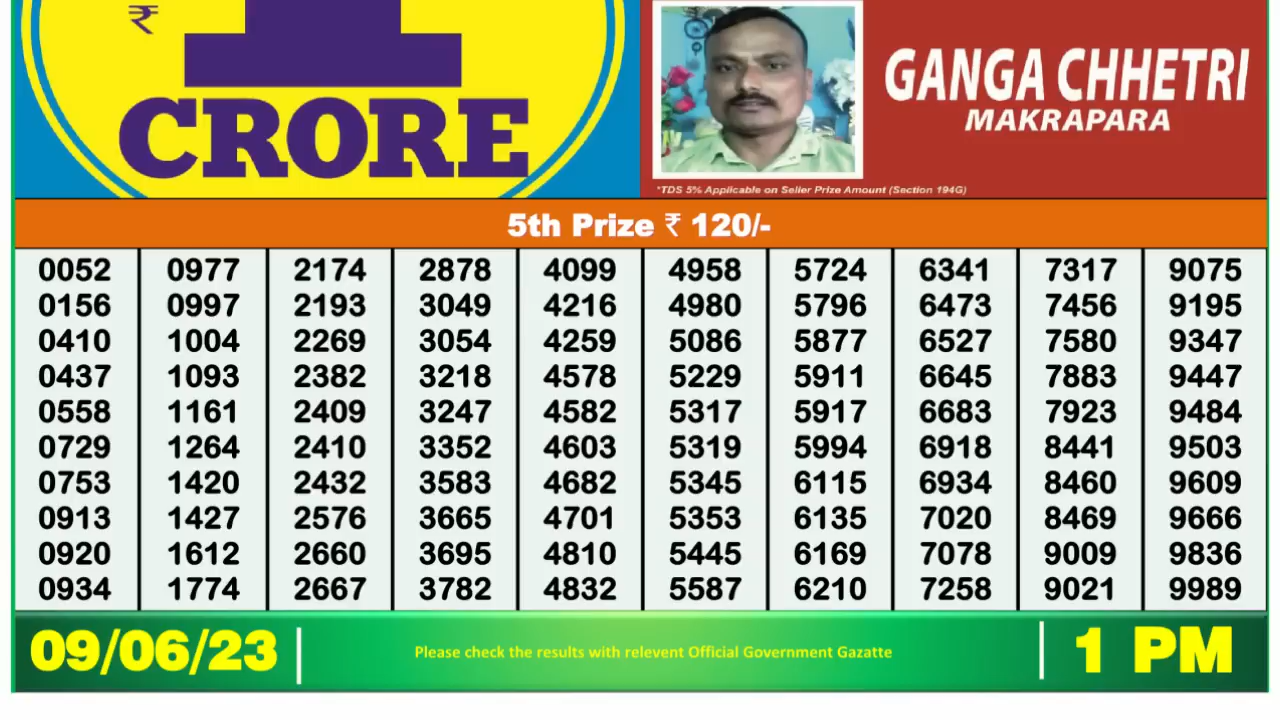 ₹
1
CRORE
GANGA CHHETRI
MAKRAPARA
*TDS 5% Applicable on Seller Prize Amount (Section 194G)
5th Prize ₹ 120/-
0052 0977 2174 2878 4099 4958 5724 6341 7317 9075
0156 0997 2193 3049 4216 4980 5796 6473 7456 9195
0410 1004 2269 3054 4259 5086 5877 6527 7580 9347
0437 1093 2382 3218 4578 5229 5911 6645 7883 9447
0558 1161 2409 3247 4582 5317 5917 6683 7923 9484
0729 1264 2410 3352 4603 5319 5994 6918 8441 9503
0753 1420 2432 3583 4682 5345 6115 6934 8460 9609
0913 1427 2576 3665 4701 5353 6135 7020 8469 9666
0920 1612 2660 3695 4810 5445 6169 7078 9009 9836
0934 1774 2667 3782 4832 5587 6210 7258 9021 9989
09/06/23
Please check the results with relevent Official Government Gazatte
1 PM